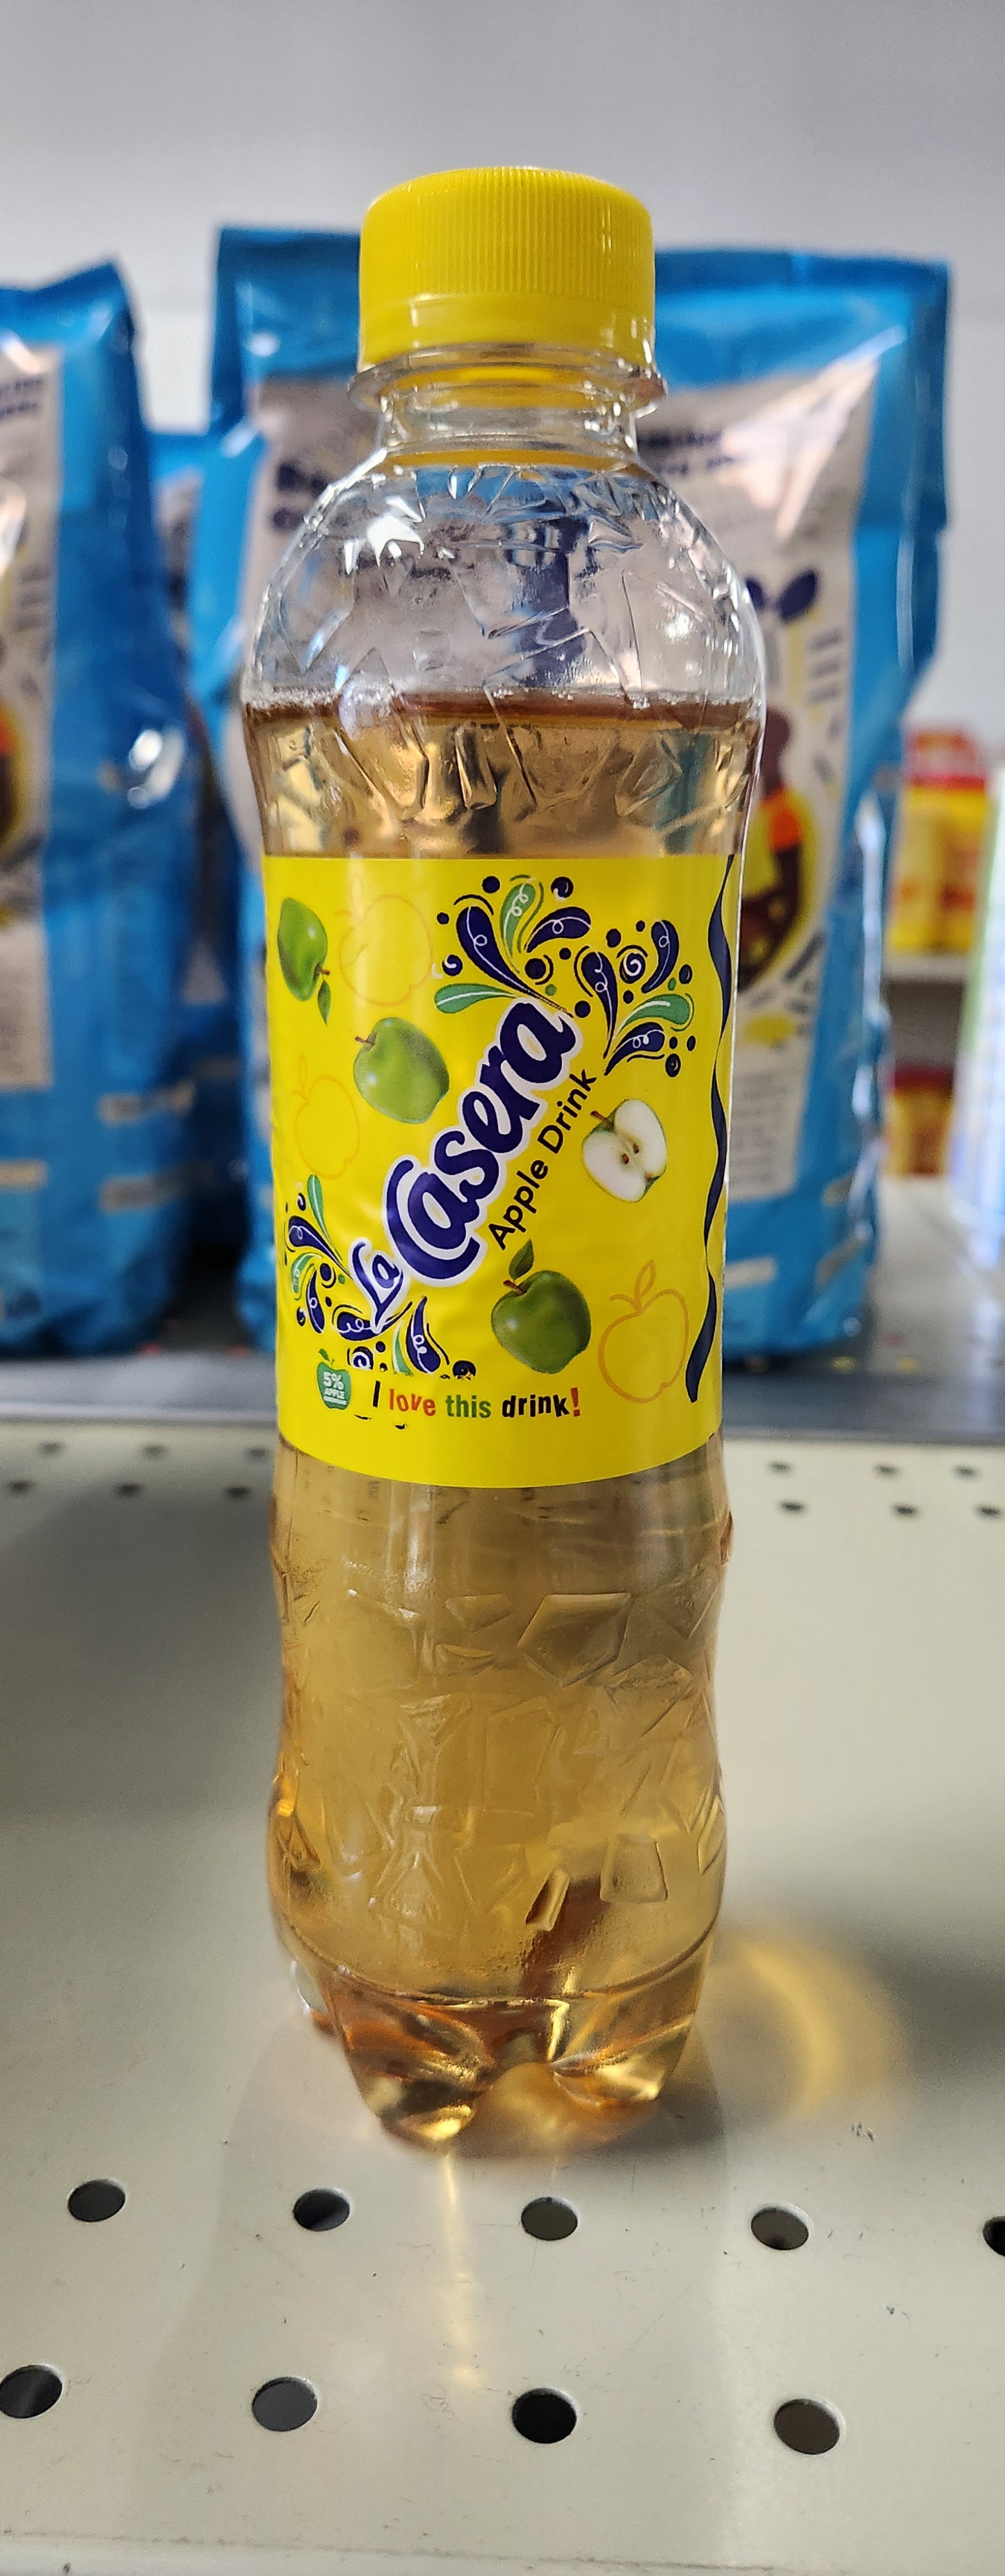 La Casera
Apple Drink
5%
APPLE
I love this drink!